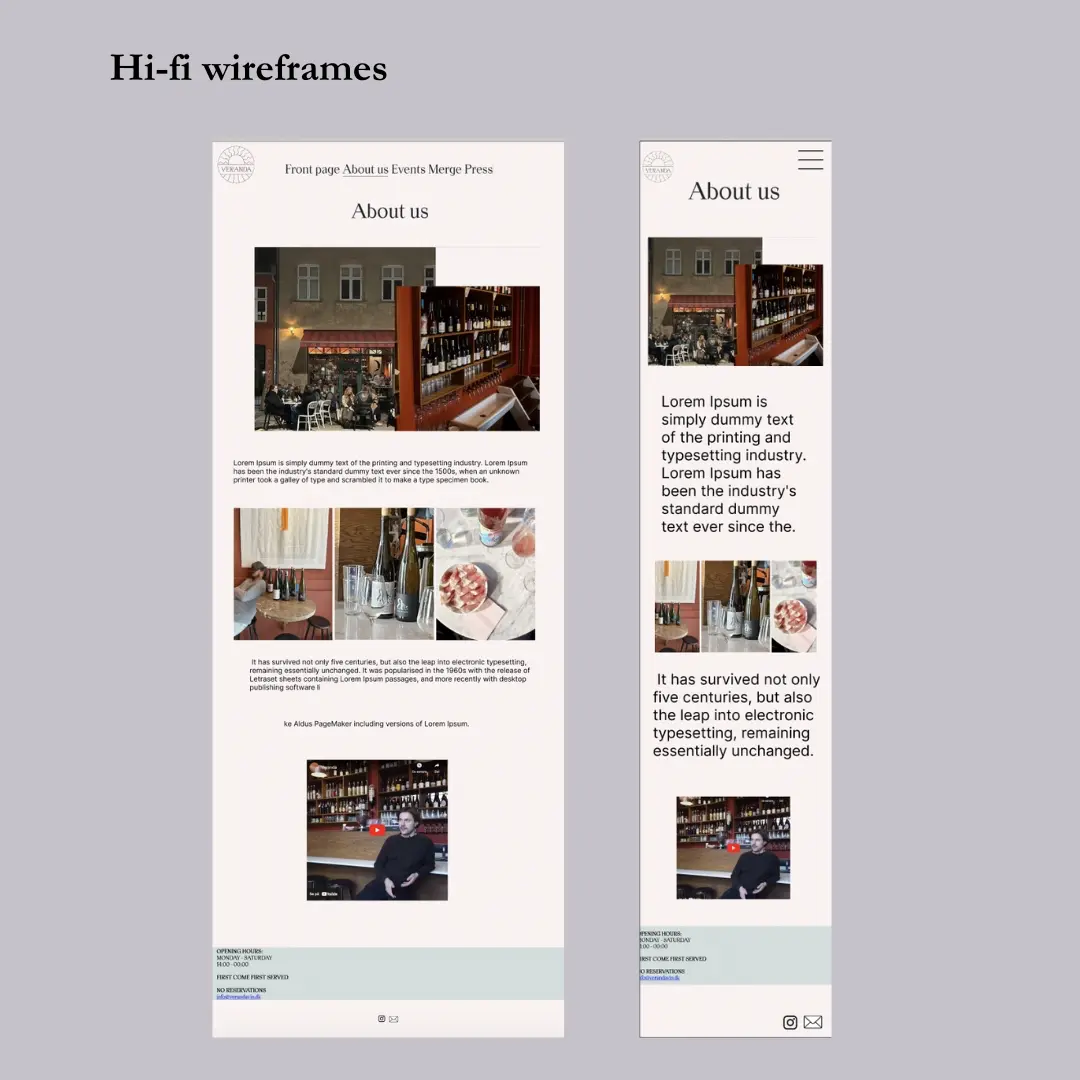 Hi-fi wireframes
VERANDA
Front page About us Events Merge Press
About us
Lorem Ipsum is simply dummy text of the printing and typesetting industry. Lorem Ipsum
has been the industry's standard dummy text ever since the 1500s, when an unknown
printer took a galley of type and scrambled it to make a type specimen book.
It has survived not only five centuries, but also the leap into electronic typesetting,
remaining essentially unchanged. It was popularised in the 1960s with the release of
Letraset sheets containing Lorem Ipsum passages, and more recently with desktop
publishing software li
ke Aldus PageMaker including versions of Lorem Ipsum.
YouTube
OPENING HOURS:
MONDAY - SATURDAY
14:00 - 00:00
FIRST COME FIRST SERVED
NO RESERVATIONS
VERANDA
About us
Lorem Ipsum is
simply dummy text
of the printing and
typesetting industry.
Lorem Ipsum has
been the industry's
standard dummy
text ever since the.
It has survived not only
five centuries, but also
the leap into electronic
typesetting, remaining
essentially unchanged.
PENING HOURS:
ONDAY - SATURDAY
:00 - 00:00
RST COME FIRST SERVED
O RESERVATIONS